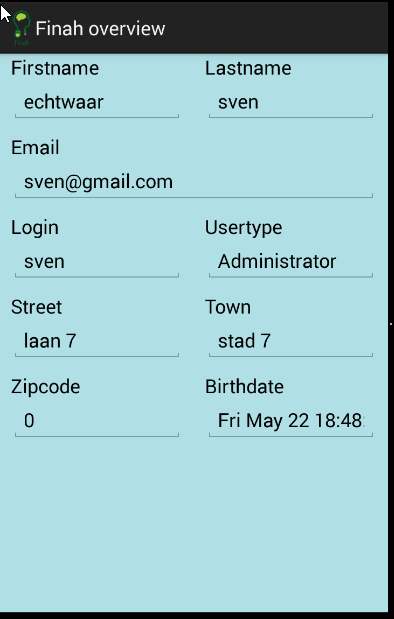 Finah overview
Firstname Lastname
echtwaar sven
Email
sven@gmail.com
Login Usertype
sven Administrator
Street Town
laan 7 stad 7
Zipcode Birthdate
0 Fri May 22 18:48